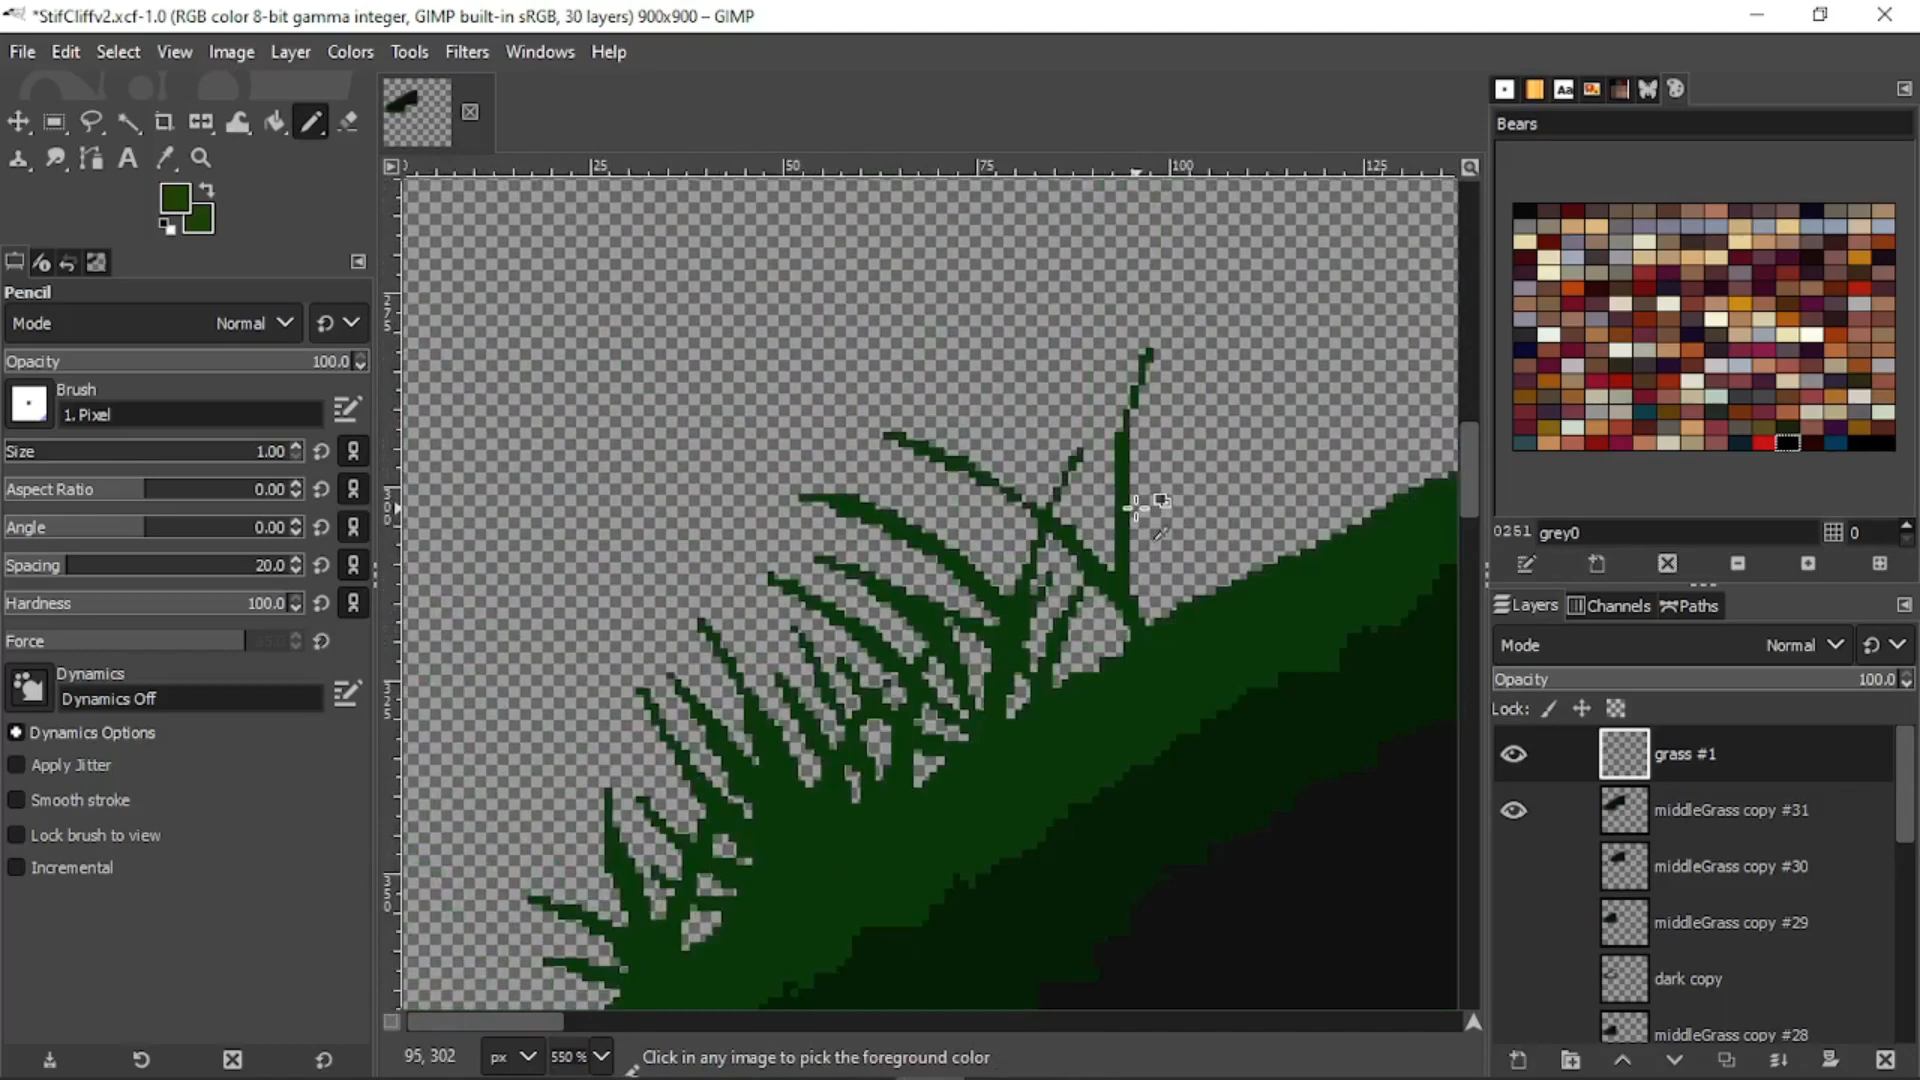 *StifCliffv2.xcf-1.0 (RGB color 8-bit gamma integer, GIMP built-in sRGB, 30 layers) 900x900 – GIMP
File Edit Select View Image Layer Colors Tools Filters Windows Help
Aa
Bears
25 50 75 100 125
Pencil
Mode Normal
Opacity 100.0
Brush
1. Pixel
Size 1.00
Aspect Ratio 0.00
Angle 0.00
Spacing 20.0
Hardness 100.0
Force
Dynamics
Dynamics Off
Dynamics Options
Apply Jitter
Smooth stroke
Lock brush to view
Incremental
275
300
325
350
0251 grey0 0
Layers Channels Paths
Mode Normal
Opacity 100.0
Lock:
grass #1
middleGrass copy #31
middleGrass copy #30
middleGrass copy #29
dark copy
middleGrass copy #28
95, 302 px 550 % Click in any image to pick the foreground color